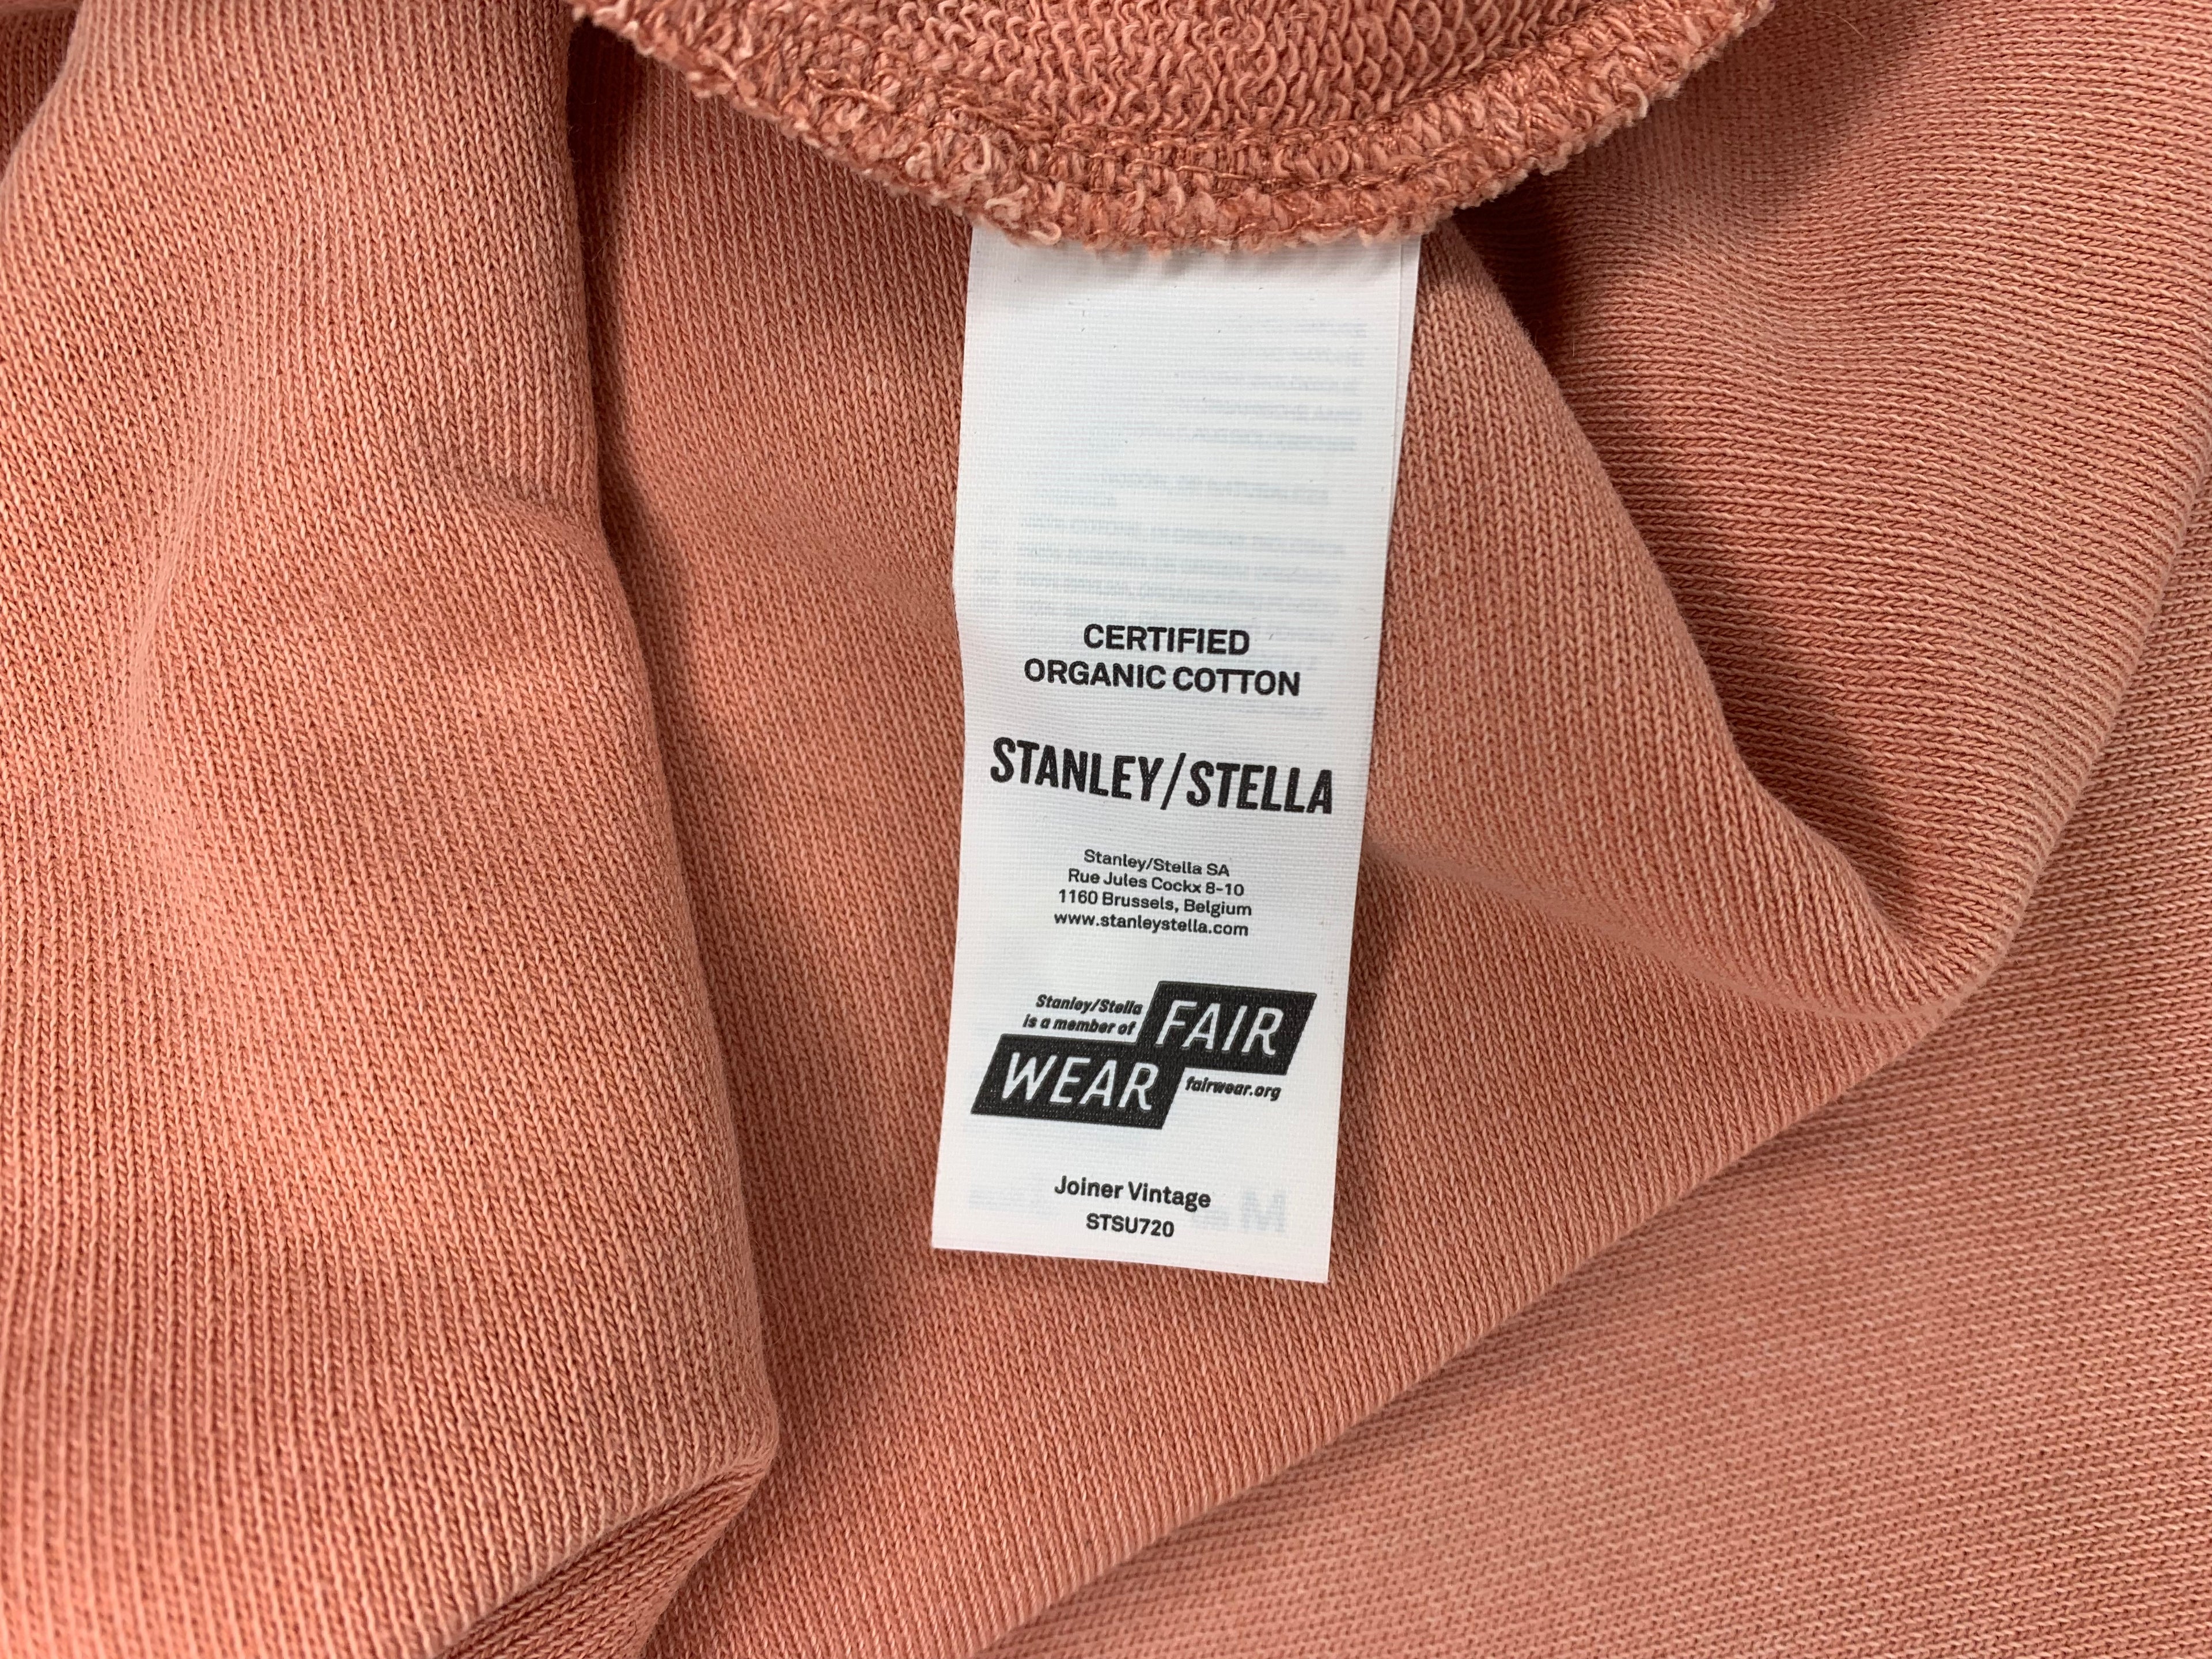 CERTIFIED
ORGANIC COTTON
STANLEY/STELLA
Stanley/Stella SA
Rue Jules Cockx 8-10
1160 Brussels, Belgium
www.stanleystella.com
Stanley/Stella
is a member of
FAIR
WEAR
fairwear.org
Joiner Vintage
STSU720